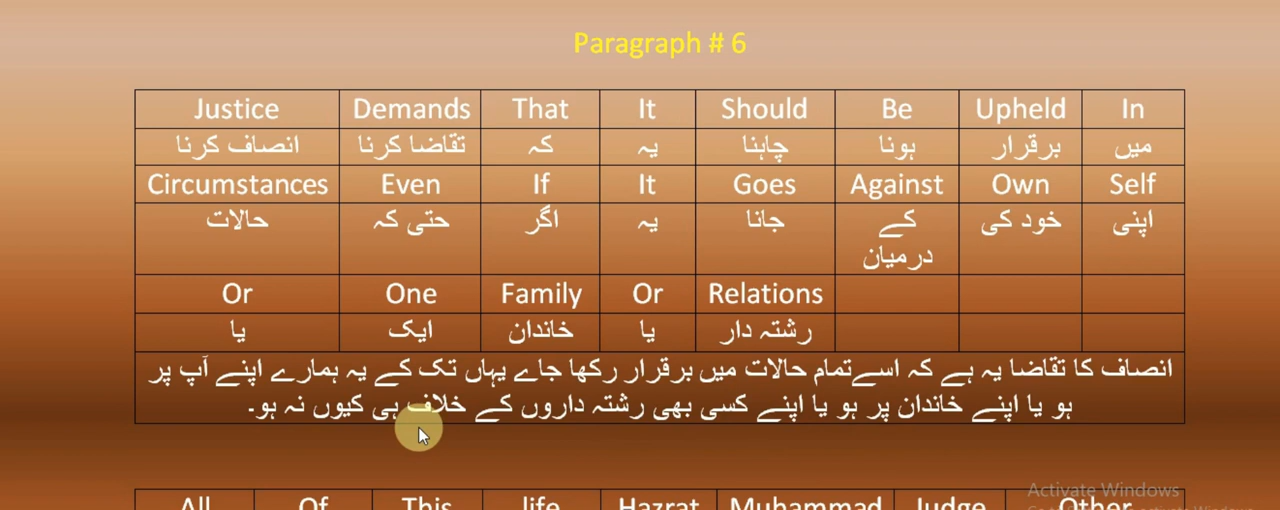 Paragraph # 6
Justice Demands That It Should Be Upheld In
انصاف کرنا تقاضا کرنا کہ یہ چاہنا ہونا برقرار میں
Circumstances Even If It Goes Against Own Self
حالات حتی کہ اگر یہ جانا کے درمیان خود کی اپنی
Or One Family Or Relations
یا ایک خاندان یا رشتہ دار
انصاف کا تقاضا یہ ہے کہ اسےتمام حالات میں برقرار رکھا جاے یہاں تک کے یہ ہمارے اپنے آپ پر
ہو یا اپنے خاندان پر ہو یا اپنے کسی بھی رشتہ داروں کے خلاف ہی کیوں نہ ہو۔
Activate Windows
All Of This life Hazrat Muhammad Judge Other